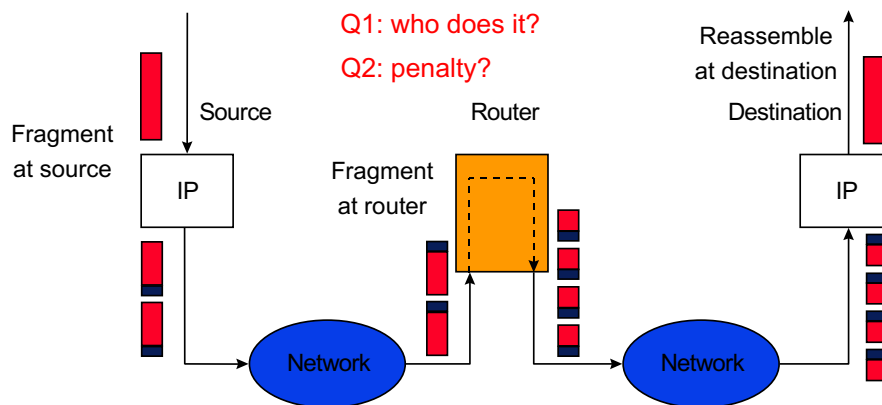 Q1: who does it?
Q2: penalty?
Reassemble
at destination
Source
Router
Destination
Fragment
at source
IP
Fragment
at router
IP
Network
Network